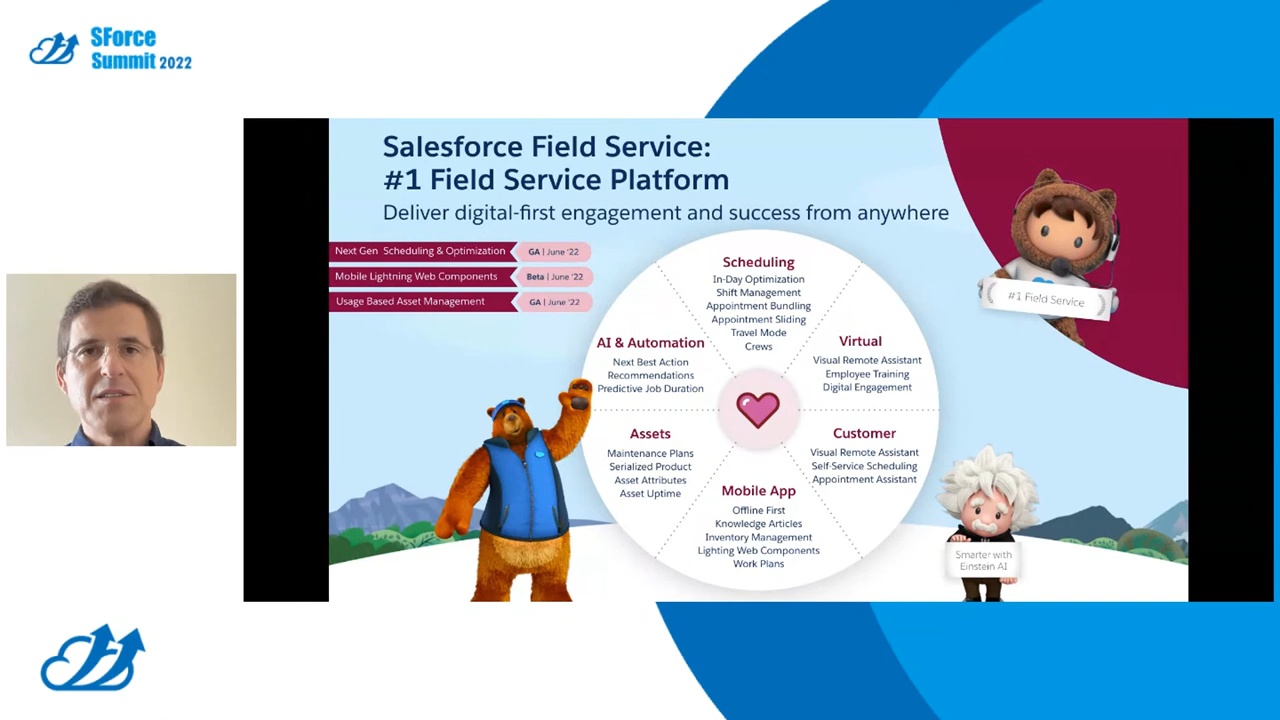 SForce
Summit 2022
Salesforce Field Service:
#1 Field Service Platform
Deliver digital-first engagement and success from anywhere
Next Gen Scheduling & Optimization
GA | June '22
Mobile Lightning Web Components
Beta | June '22
Usage Based Asset Management
GA | June '22
Scheduling
In-Day Optimization
Shift Management
Appointment Bundling
Appointment Sliding
Travel Mode
Crews
AI & Automation
Next Best Action
Recommendations
Predictive Job Duration
Virtual
Visual Remote Assistant
Employee Training
Digital Engagement
Assets
Maintenance Plans
Serialized Product
Asset Attributes
Asset Uptime
Customer
Visual Remote Assistant
Self-Service Scheduling
Appointment Assistant
Mobile App
Offline First
Knowledge Articles
Inventory Management
Lighting Web Components
Work Plans
#1 Field Service
Smarter with
Einstein AI